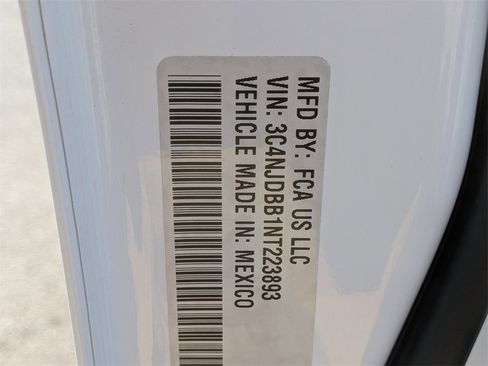 MFD BY: FCA US LLC
VIN: 3C4NJDBB1NT223893
VEHICLE MADE IN: MEXICO